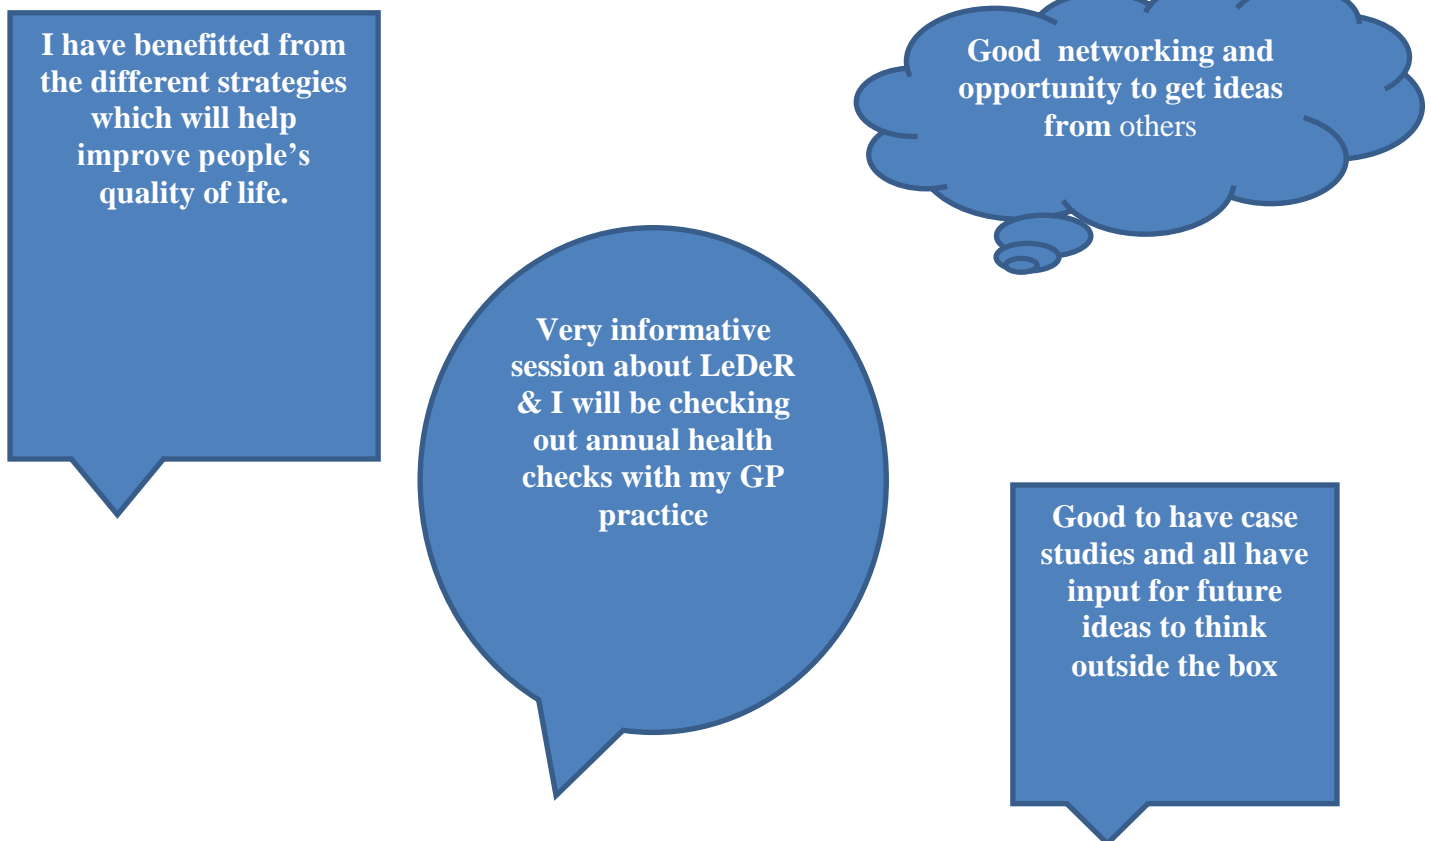 I have benefitted from
the different strategies
which will help
improve people’s
quality of life.
Good  networking and
opportunity to get ideas
from others
Very informative
session about LeDeR
& I will be checking
out annual health
checks with my GP
practice
Good to have case
studies and all have
input for future
ideas to think
outside the box